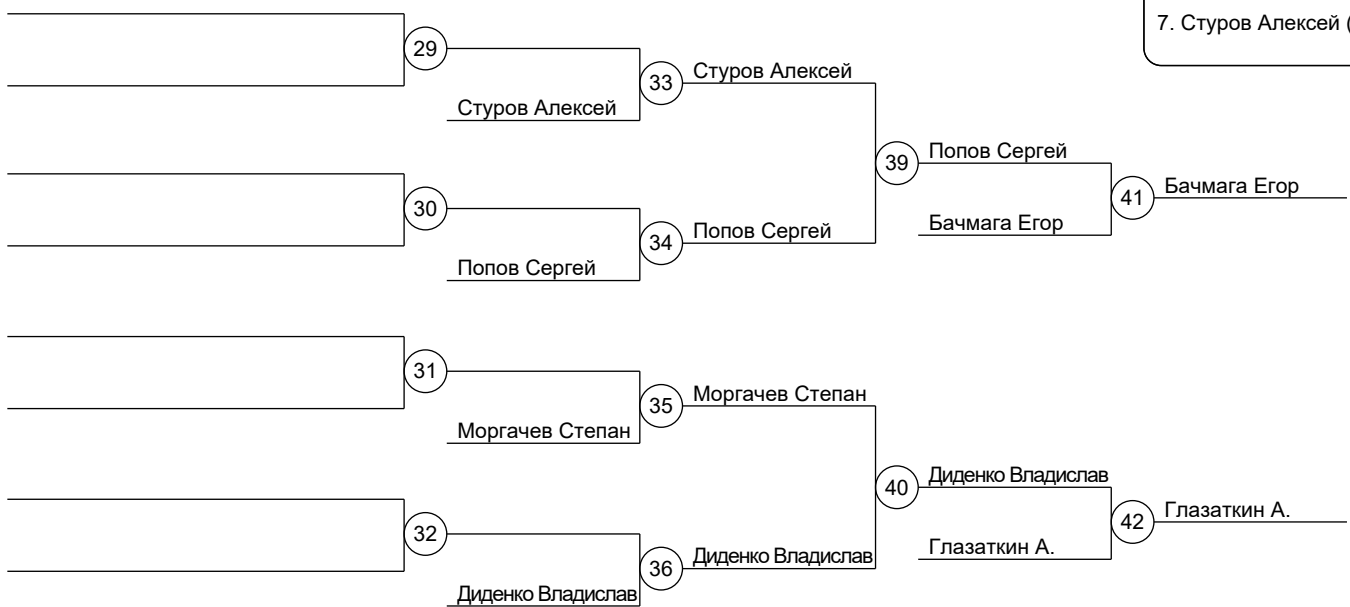 7. Стуров Алексей (
29
33
Стуров Алексей
Стуров Алексей
39
Попов Сергей
30
41
Бачмага Егор
34
Попов Сергей
Бачмага Егор
Попов Сергей
31
35
Моргачев Степан
Моргачев Степан
40
Диденко Владислав
32
42
Глазаткин А.
36
Диденко Владислав
Глазаткин А.
Диденко Владислав